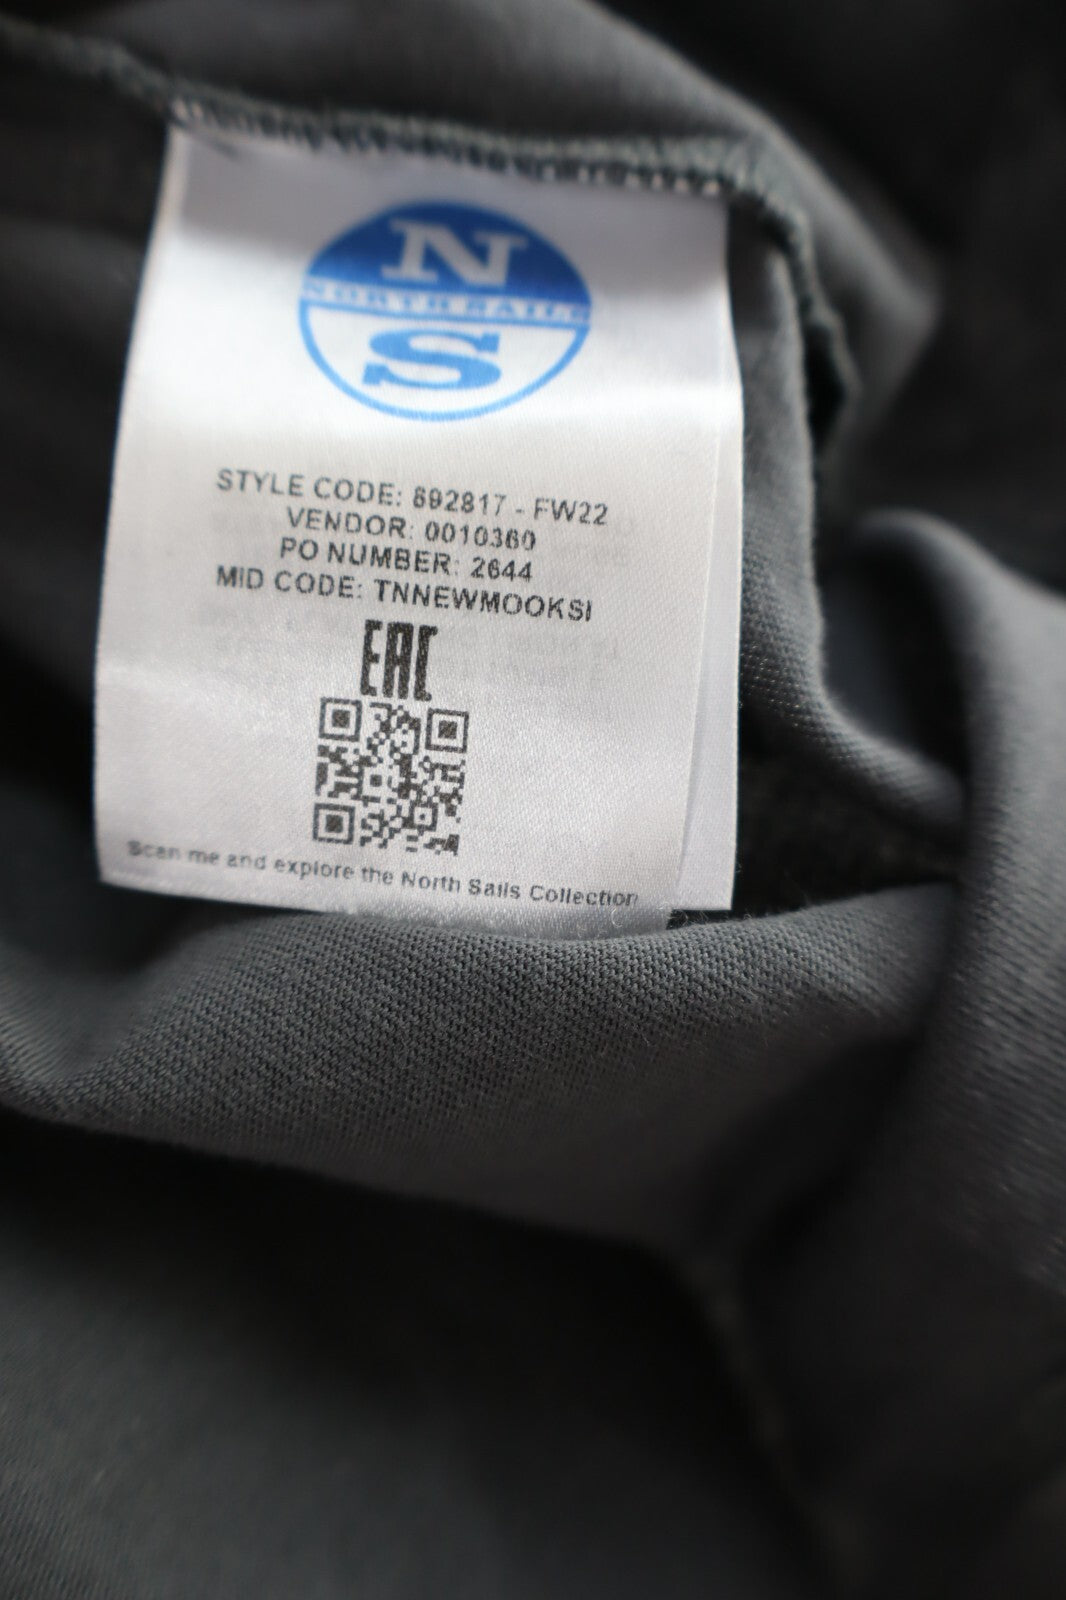 N
NORTH SAILS
S
STYLE CODE: 692817 - FW22
VENDOR: 0010360
PO NUMBER: 2644
MID CODE: TNNEWMOOKSI
EAC
Scan me and explore the North Sails Collection